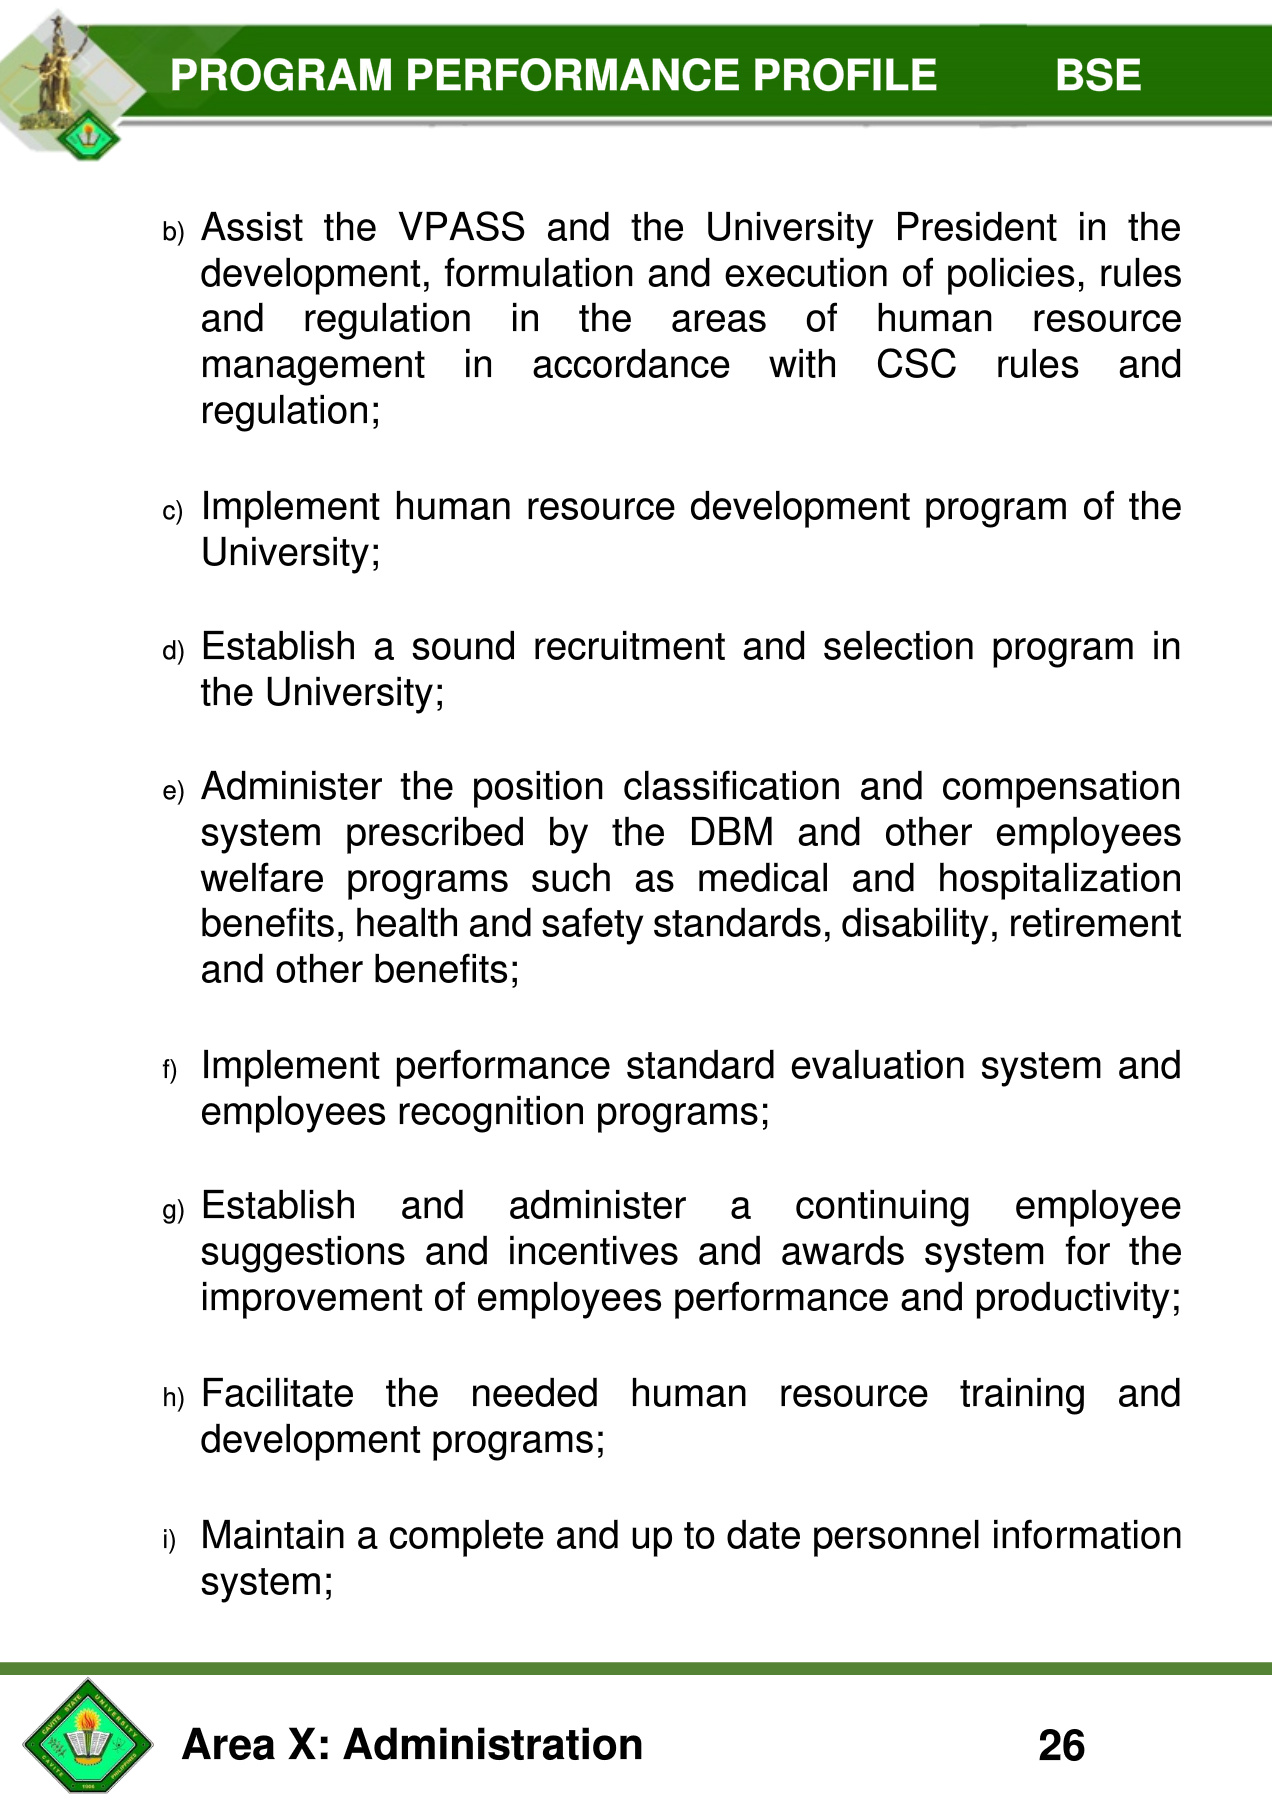 PROGRAM PERFORMANCE PROFILE BSE
b) Assist the VPASS and the University President in the
development, formulation and execution of policies, rules
and regulation in the areas of human resource
management in accordance with CSC rules and
regulation;
c) Implement human resource development program of the
University;
d) Establish a sound recruitment and selection program in
the University;
e) Administer the position classification and compensation
system prescribed by the DBM and other employees
welfare programs such as medical and hospitalization
benefits, health and safety standards, disability, retirement
and other benefits;
f) Implement performance standard evaluation system and
employees recognition programs;
g) Establish and administer a continuing employee
suggestions and incentives and awards system for the
improvement of employees performance and productivity;
h) Facilitate the needed human resource training and
development programs;
i) Maintain a complete and up to date personnel information
system;
CAVITE STATE UNIVERSITY
CAVITE PHILIPPINES
1906
Area X: Administration 26